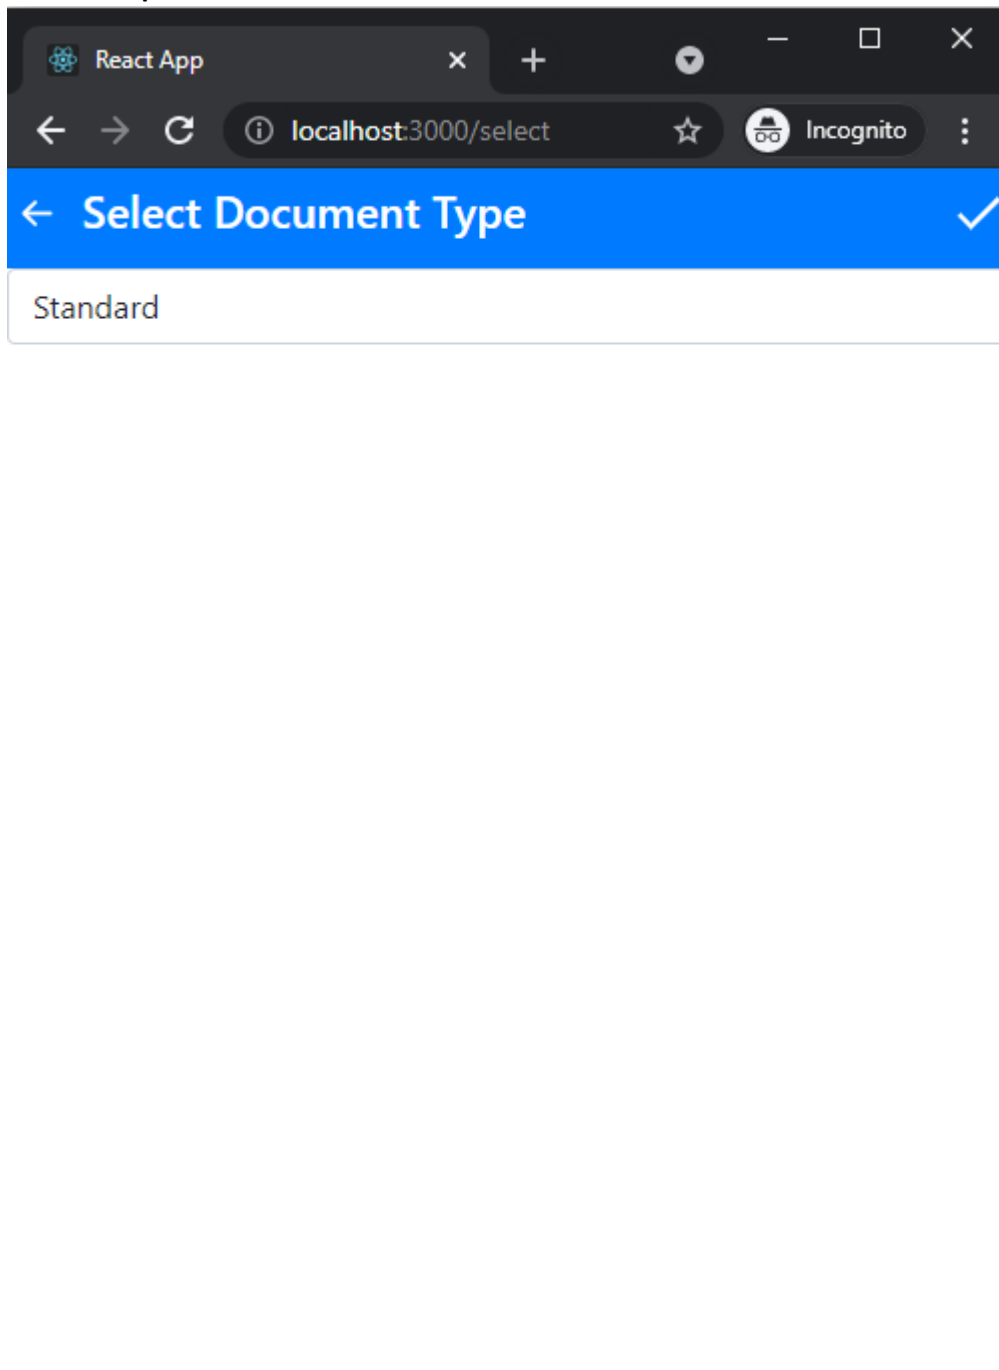 React App
localhost:3000/select
Incognito
Select Document Type
Standard